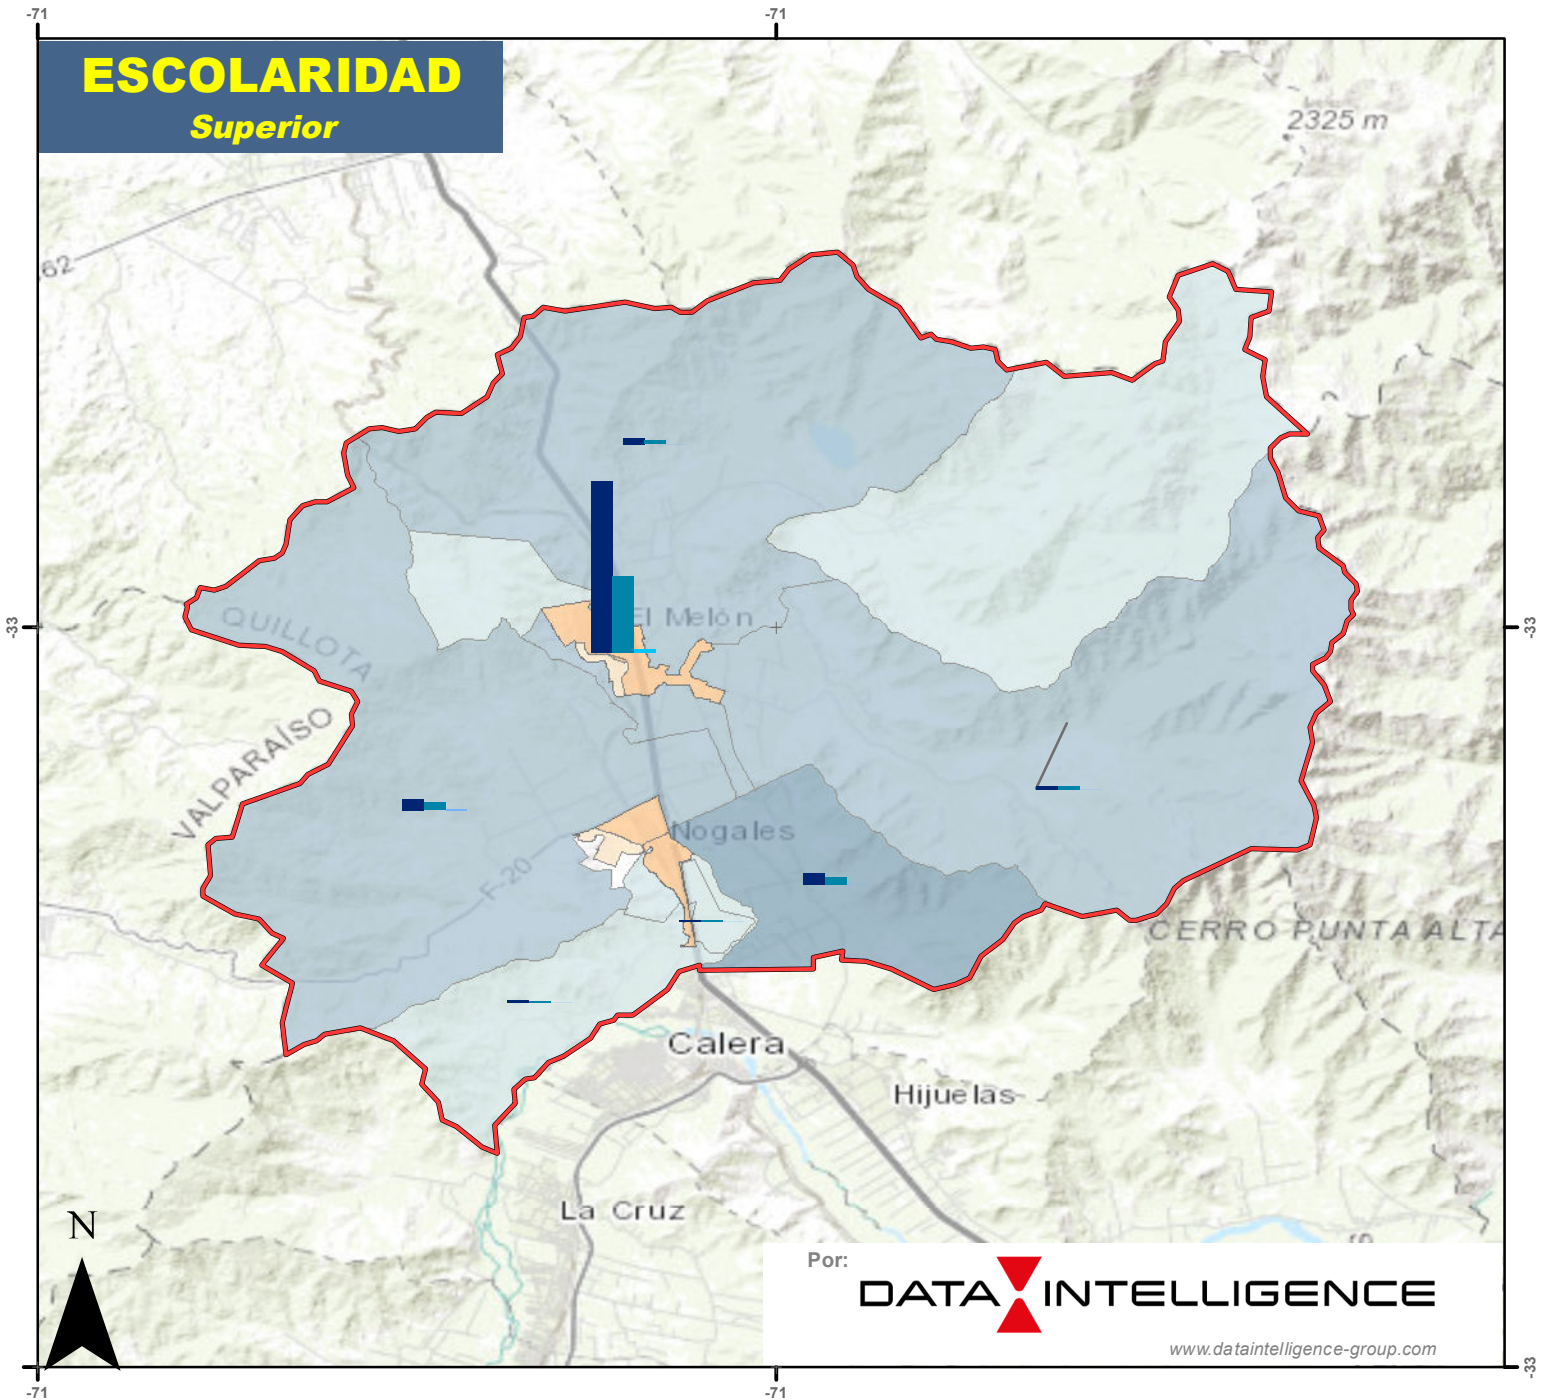 -71
-71
ESCOLARIDAD
Superior
2325 m
62
El Melón
-33
-33
QUILLOTA
VALPARAÍSO
Nogales
F-20
CERRO PUNTA ALTA
Calera
Hijuelas
La Cruz
N
Por:
DATA INTELLIGENCE
www.dataintelligence-group.com
-33
-71
-71